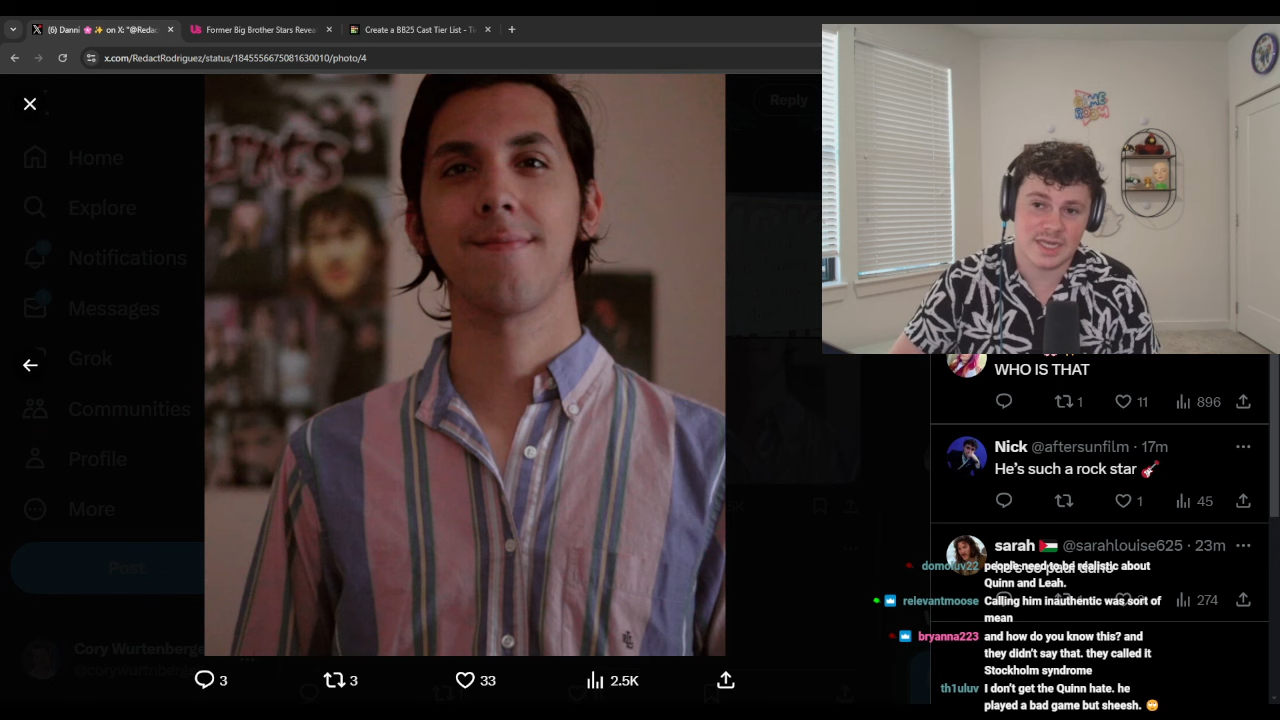 (6) Danni 🌸✨ on X: "@Redac
Former Big Brother Stars Revea
Create a BB25 Cast Tier List - Ti
x.com/RedactRodriguez/status/1845556675081630010/photo/4
Reply
Home
Explore
Notifications
Messages
Grok
Communities
Profile
More
Post
Cory Wurtenberge
@corywurtenberge
3
3
33
2.5K
WHO IS THAT
1
11
896
Nick @aftersunfilm · 17m
He's such a rock star 🎸
1
45
sarah 🇵🇸 @sarahlouise625 · 23m
274
domoluv22 people need to be realistic about
Quinn and Leah.
relevantmoose Calling him inauthentic was sort of
mean
bryanna223 and how do you know this? and
they didn't say that. they called it
Stockholm syndrome
th1uluv I don't get the Quinn hate. he
played a bad game but sheesh. 🙄